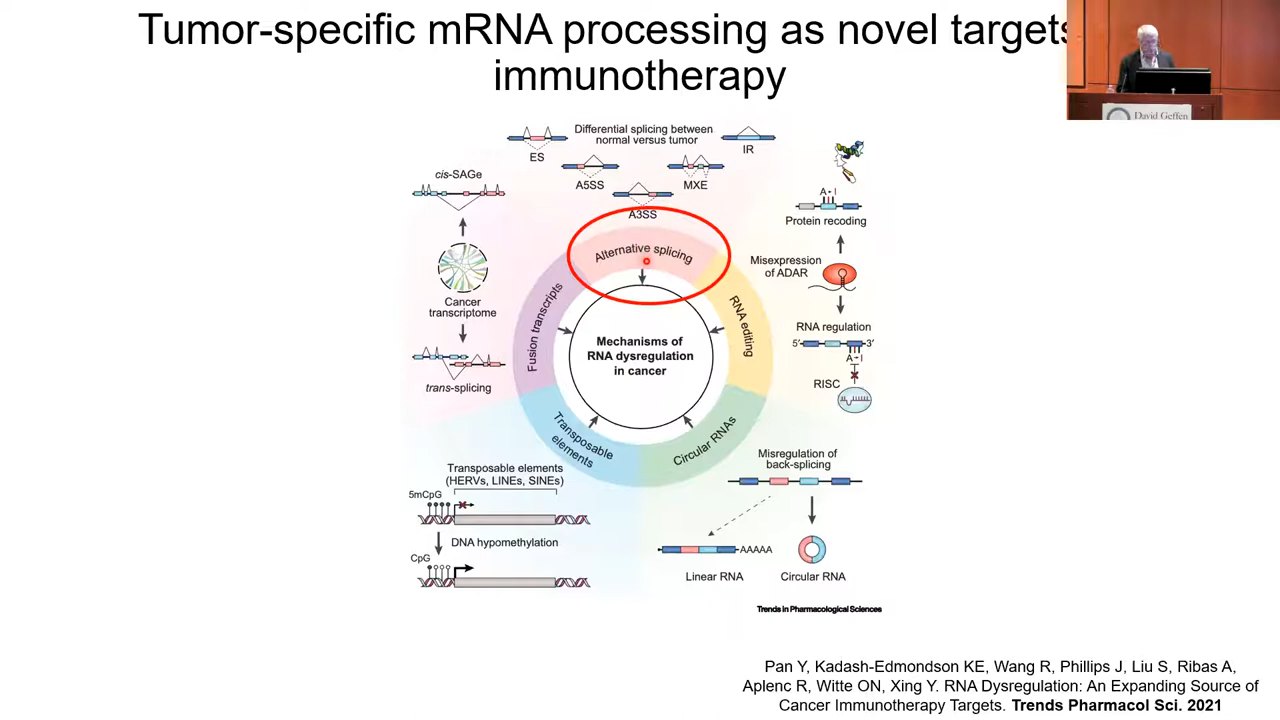 Tumor-specific mRNA processing as novel targets
immunotherapy
David Geffen
Differential splicing between
normal versus tumor
ES
IR
A5SS
MXE
A3SS
cis-SAGe
Cancer
transcriptome
trans-splicing
A
I
Protein recoding
Misexpression
of ADAR
RNA regulation
5′
3′
A
I
RISC
Alternative splicing
Fusion transcripts
RNA editing
Mechanisms of
RNA dysregulation
in cancer
Transposable
elements
Circular RNAs
Transposable elements
(HERVs, LINEs, SINEs)
5mCpG
DNA hypomethylation
CpG
Misregulation of
back-splicing
AAAAA
Linear RNA
Circular RNA
Trends in Pharmacological Sciences
Pan Y, Kadash-Edmondson KE, Wang R, Phillips J, Liu S, Ribas A,
Aplenc R, Witte ON, Xing Y. RNA Dysregulation: An Expanding Source of
Cancer Immunotherapy Targets. Trends Pharmacol Sci. 2021